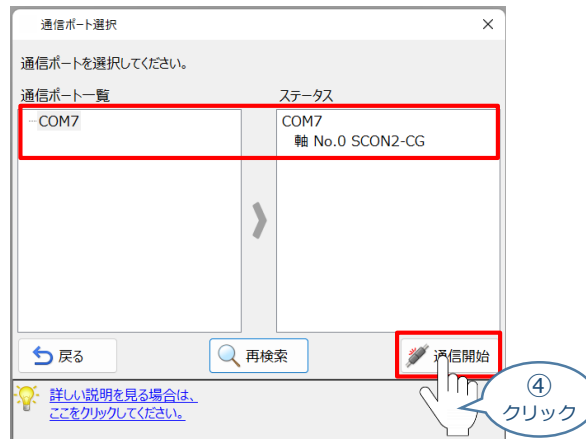 通信ポート選択
通信ポートを選択してください。
通信ポート一覧
ステータス
COM7
COM7
軸 No.0 SCON2-CG
戻る
再検索
通信開始
④
クリック
詳しい説明を見る場合は、
ここをクリックしてください。